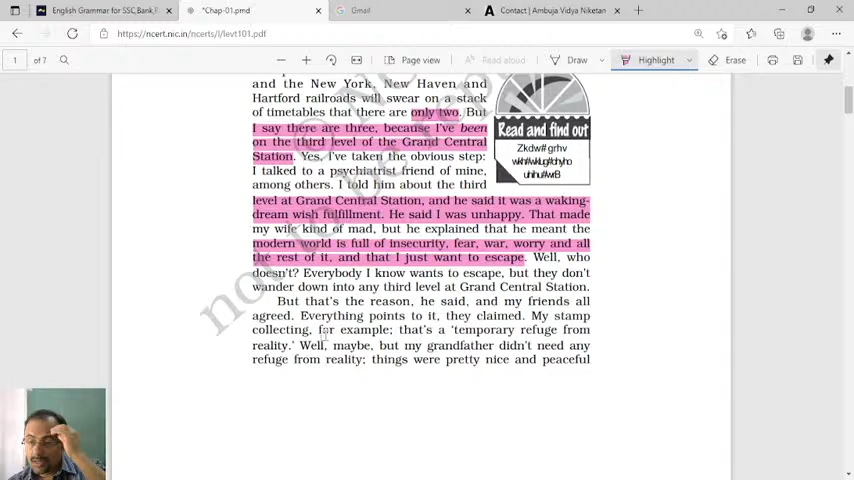 English Grammar for SSC,Bank,R
*Chap-01.pmd
Gmail
Contact | Ambuja Vidya Niketan
https://ncert.nic.in/ncerts/l/levt101.pdf
1 of 7
Page view
Read aloud
Draw
Highlight
Erase
and the New York, New Haven and
Hartford railroads will swear on a stack
of timetables that there are only two. But
I say there are three, because I've been
on the third level of the Grand Central
Station. Yes, I've taken the obvious step:
I talked to a psychiatrist friend of mine,
among others. I told him about the third
level at Grand Central Station, and he said it was a waking-
dream wish fulfillment. He said I was unhappy. That made
my wife kind of mad, but he explained that he meant the
modern world is full of insecurity, fear, war, worry and all
the rest of it, and that I just want to escape. Well, who
doesn't? Everybody I know wants to escape, but they don't
wander down into any third level at Grand Central Station.
But that's the reason, he said, and my friends all
agreed. Everything points to it, they claimed. My stamp
collecting, for example; that's a 'temporary refuge from
reality.' Well, maybe, but my grandfather didn't need any
refuge from reality; things were pretty nice and peaceful
Read and find out
not to be